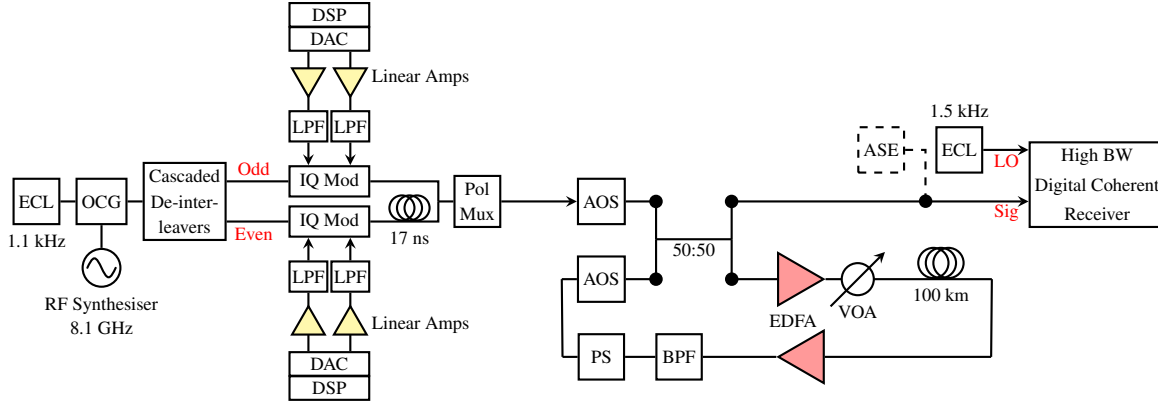 DSP
DAC
Linear Amps
LPF
LPF
IQ Mod
Odd
ECL
1.1 kHz
OCG
RF Synthesiser
8.1 GHz
Cascaded
De-inter-
leavers
Even
IQ Mod
17 ns
LPF
LPF
Linear Amps
DAC
DSP
Pol
Mux
AOS
AOS
50:50
PS
BPF
EDFA
VOA
100 km
ASE
1.5 kHz
ECL
LO
Sig
High BW
Digital Coherent
Receiver